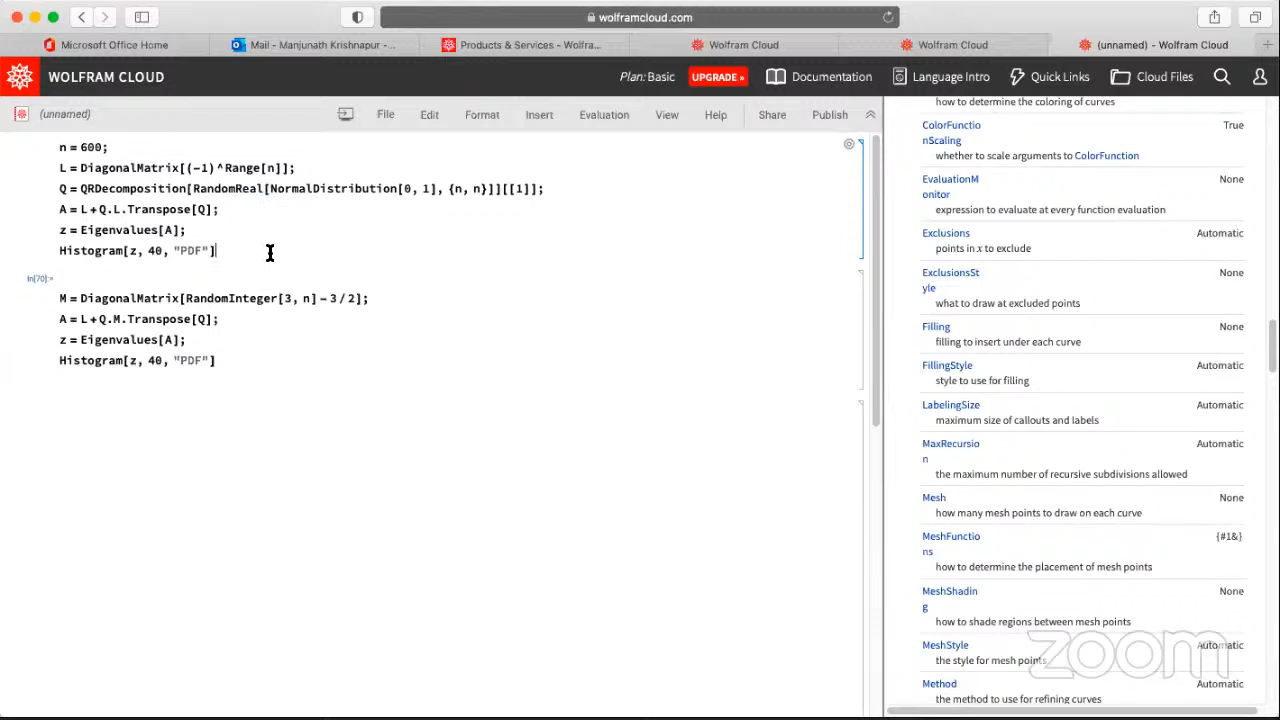 wolframcloud.com
Microsoft Office Home
Mail - Manjunath Krishnapur -...
Products & Services - Wolfra...
Wolfram Cloud
Wolfram Cloud
(unnamed) - Wolfram Cloud
WOLFRAM CLOUD
Plan: Basic
UPGRADE »
Documentation
Language Intro
Quick Links
Cloud Files
(unnamed)
File
Edit
Format
Insert
Evaluation
View
Help
Share
Publish
n = 600;
L = DiagonalMatrix[(-1)^Range[n]];
Q = QRDecomposition[RandomReal[NormalDistribution[0, 1], {n, n}]][[1]];
A = L + Q.L.Transpose[Q];
z = Eigenvalues[A];
Histogram[z, 40, "PDF"]
In[70]:=
M = DiagonalMatrix[RandomInteger[3, n] - 3 / 2];
A = L + Q.M.Transpose[Q];
z = Eigenvalues[A];
Histogram[z, 40, "PDF"]
how to determine the coloring of curves
ColorFunctio
nScaling
True
whether to scale arguments to ColorFunction
EvaluationM
onitor
None
expression to evaluate at every function evaluation
Exclusions
Automatic
points in x to exclude
ExclusionsSt
yle
None
what to draw at excluded points
Filling
None
filling to insert under each curve
FillingStyle
Automatic
style to use for filling
LabelingSize
Automatic
maximum size of callouts and labels
MaxRecursio
n
Automatic
the maximum number of recursive subdivisions allowed
Mesh
None
how many mesh points to draw on each curve
MeshFunctio
ns
{#1&}
how to determine the placement of mesh points
MeshShadin
g
None
how to shade regions between mesh points
MeshStyle
Automatic
the style for mesh points
Method
Automatic
the method to use for refining curves
zoom